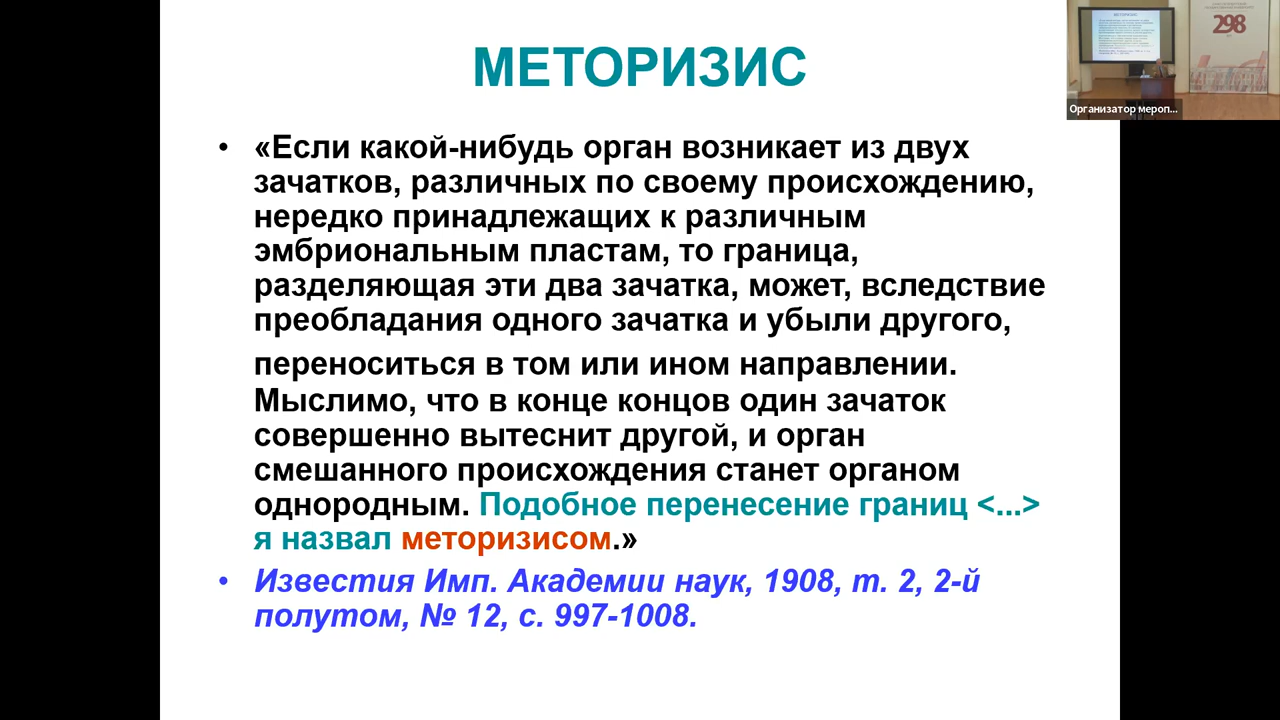 МЕТОРИЗИС
• «Если какой-нибудь орган возникает из двух
зачатков, различных по своему происхождению,
нередко принадлежащих к различным
эмбриональным пластам, то граница,
разделяющая эти два зачатка, может, вследствие
преобладания одного зачатка и убыли другого,
переноситься в том или ином направлении.
Мыслимо, что в конце концов один зачаток
совершенно вытеснит другой, и орган
смешанного происхождения станет органом
однородным. Подобное перенесение границ <...>
я назвал меторизисом.»
• Известия Имп. Академии наук, 1908, т. 2, 2-й
полутом, № 12, с. 997-1008.
298
Организатор мероп...